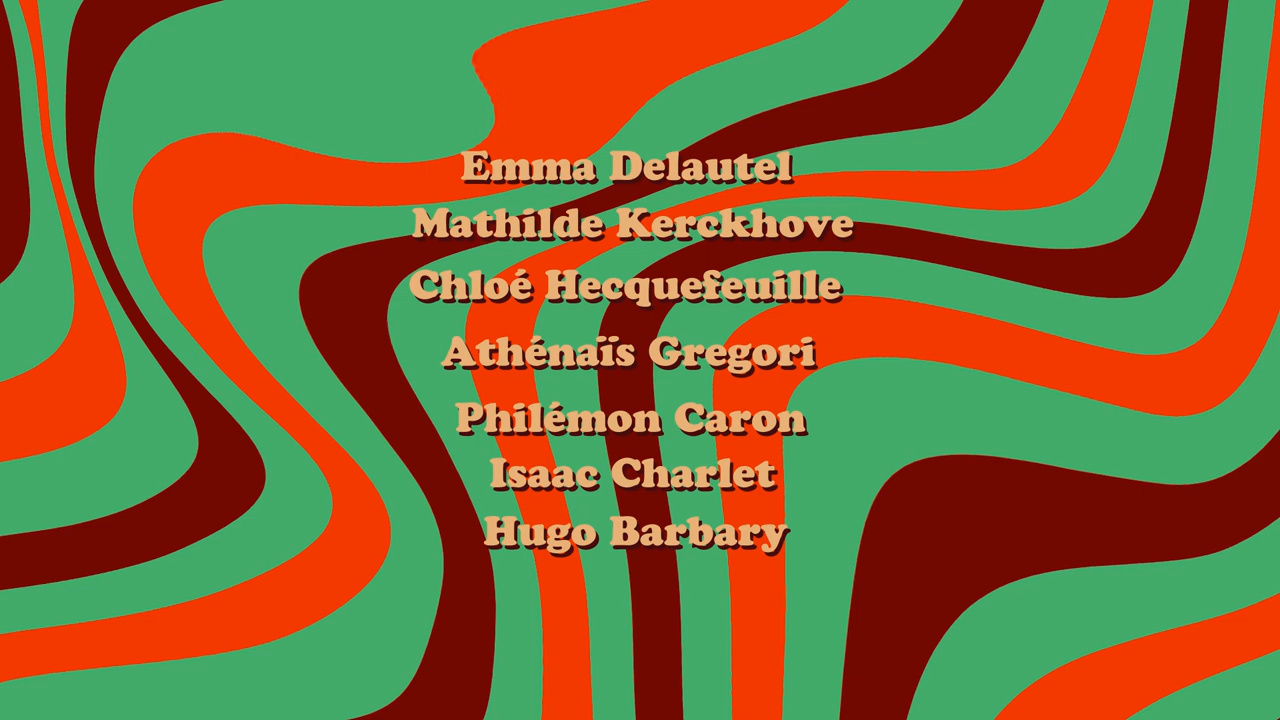 Emma Delautel
Mathilde Kerckhove
Chloé Hecquefeuille
Athénaïs Gregori
Philémon Caron
Isaac Charlet
Hugo Barbary